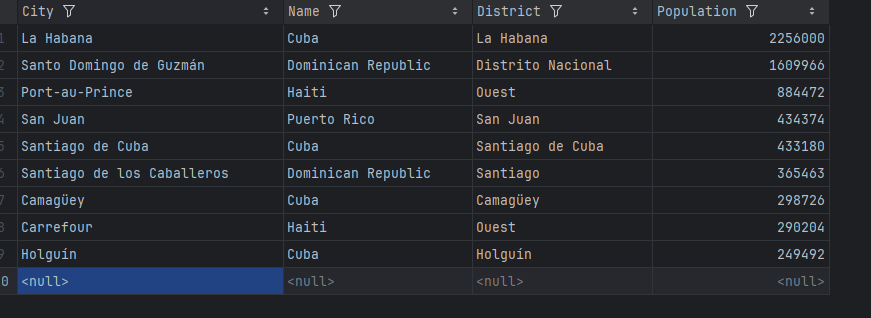 City Name District Population
1 La Habana Cuba La Habana 2256000
2 Santo Domingo de Guzmán Dominican Republic Distrito Nacional 1609966
3 Port-au-Prince Haiti Ouest 884472
4 San Juan Puerto Rico San Juan 434374
5 Santiago de Cuba Cuba Santiago de Cuba 433180
6 Santiago de los Caballeros Dominican Republic Santiago 365463
7 Camagüey Cuba Camagüey 298726
8 Carrefour Haiti Ouest 290204
9 Holguín Cuba Holguín 249492
0 <null> <null> <null> <null>